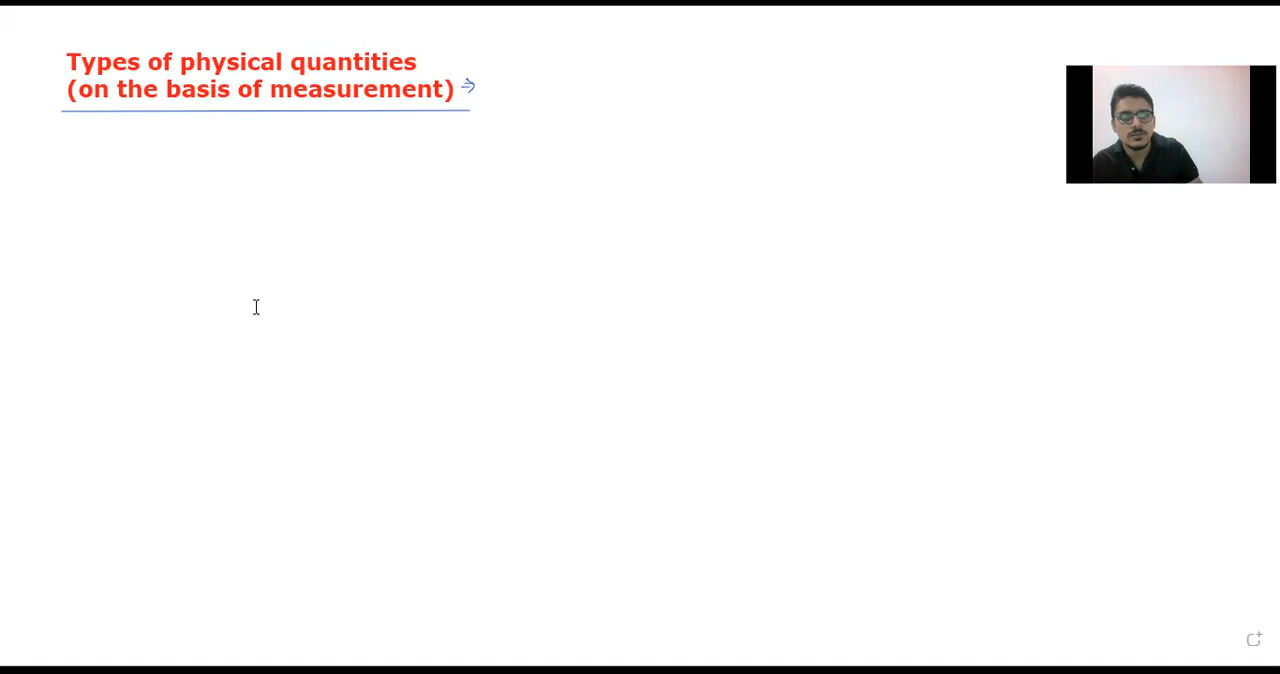 Types of physical quantities
(on the basis of measurement) ⇒